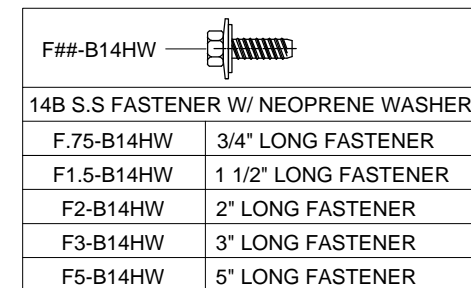 F##-B14HW
14B S.S FASTENER W/ NEOPRENE WASHER
F.75-B14HW 3/4" LONG FASTENER
F1.5-B14HW 1 1/2" LONG FASTENER
F2-B14HW 2" LONG FASTENER
F3-B14HW 3" LONG FASTENER
F5-B14HW 5" LONG FASTENER